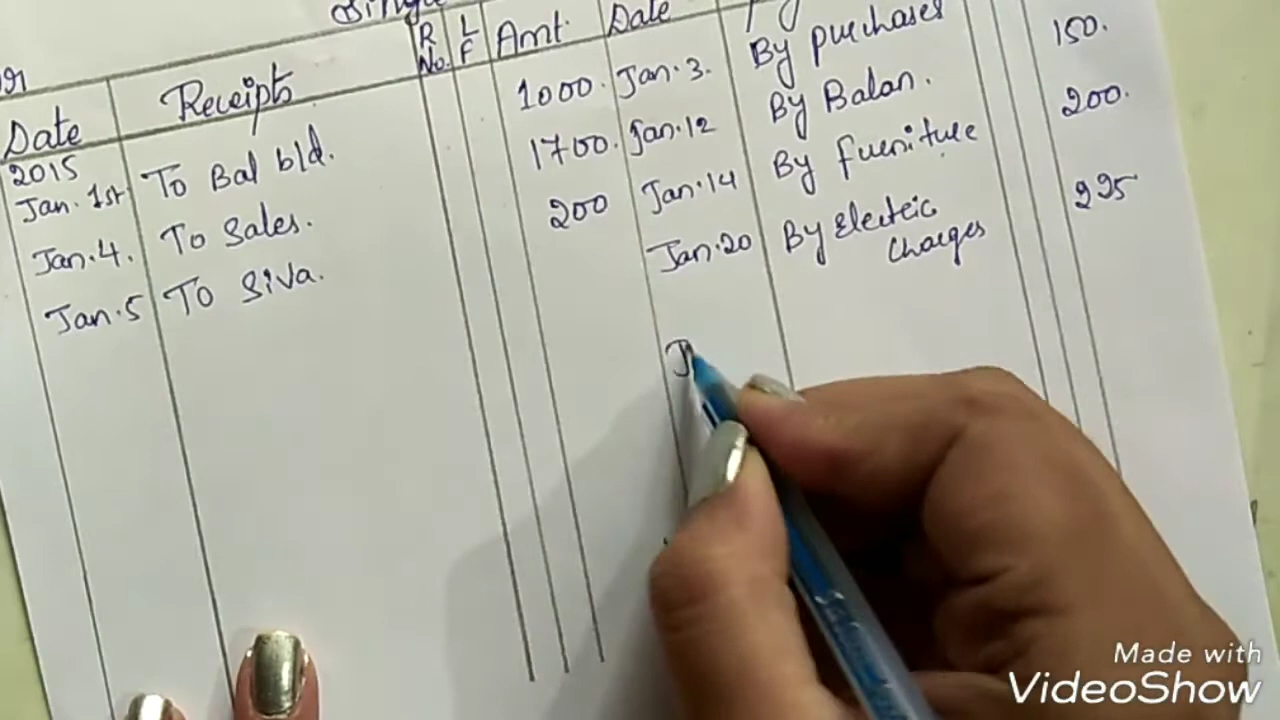 Date Receipts R No. L F Amt. Date
2015
Jan. 1st To Bal b/d. 1000. Jan.3. By purchases
Jan.4. To Sales. 1700. Jan.12 By Balan. 150.
Jan.5 To Siva. 200 Jan.14 By furniture 200.
Jan.20 By Electric charges 225
J
Made with
VideoShow